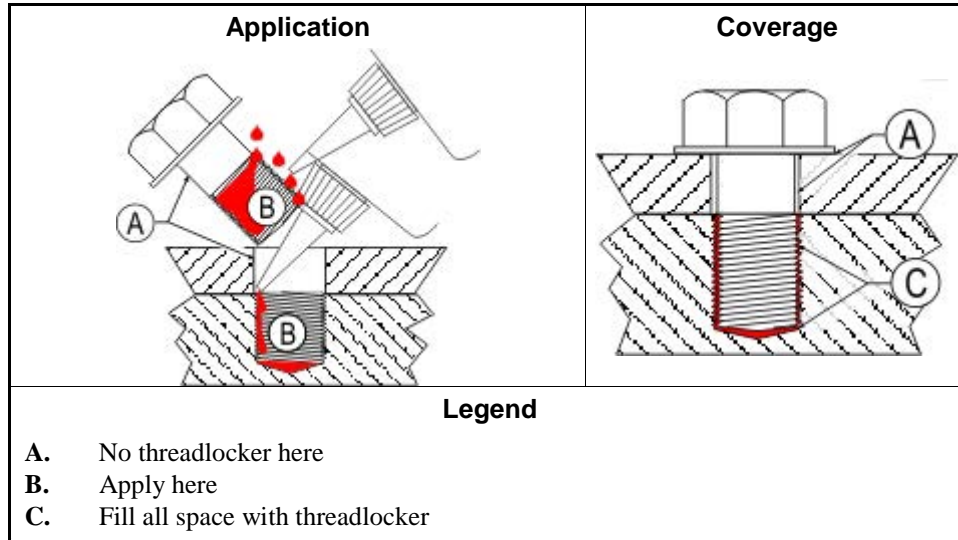 Application
Coverage
A
B
B
A
C
Legend
A. No threadlocker here
B. Apply here
C. Fill all space with threadlocker